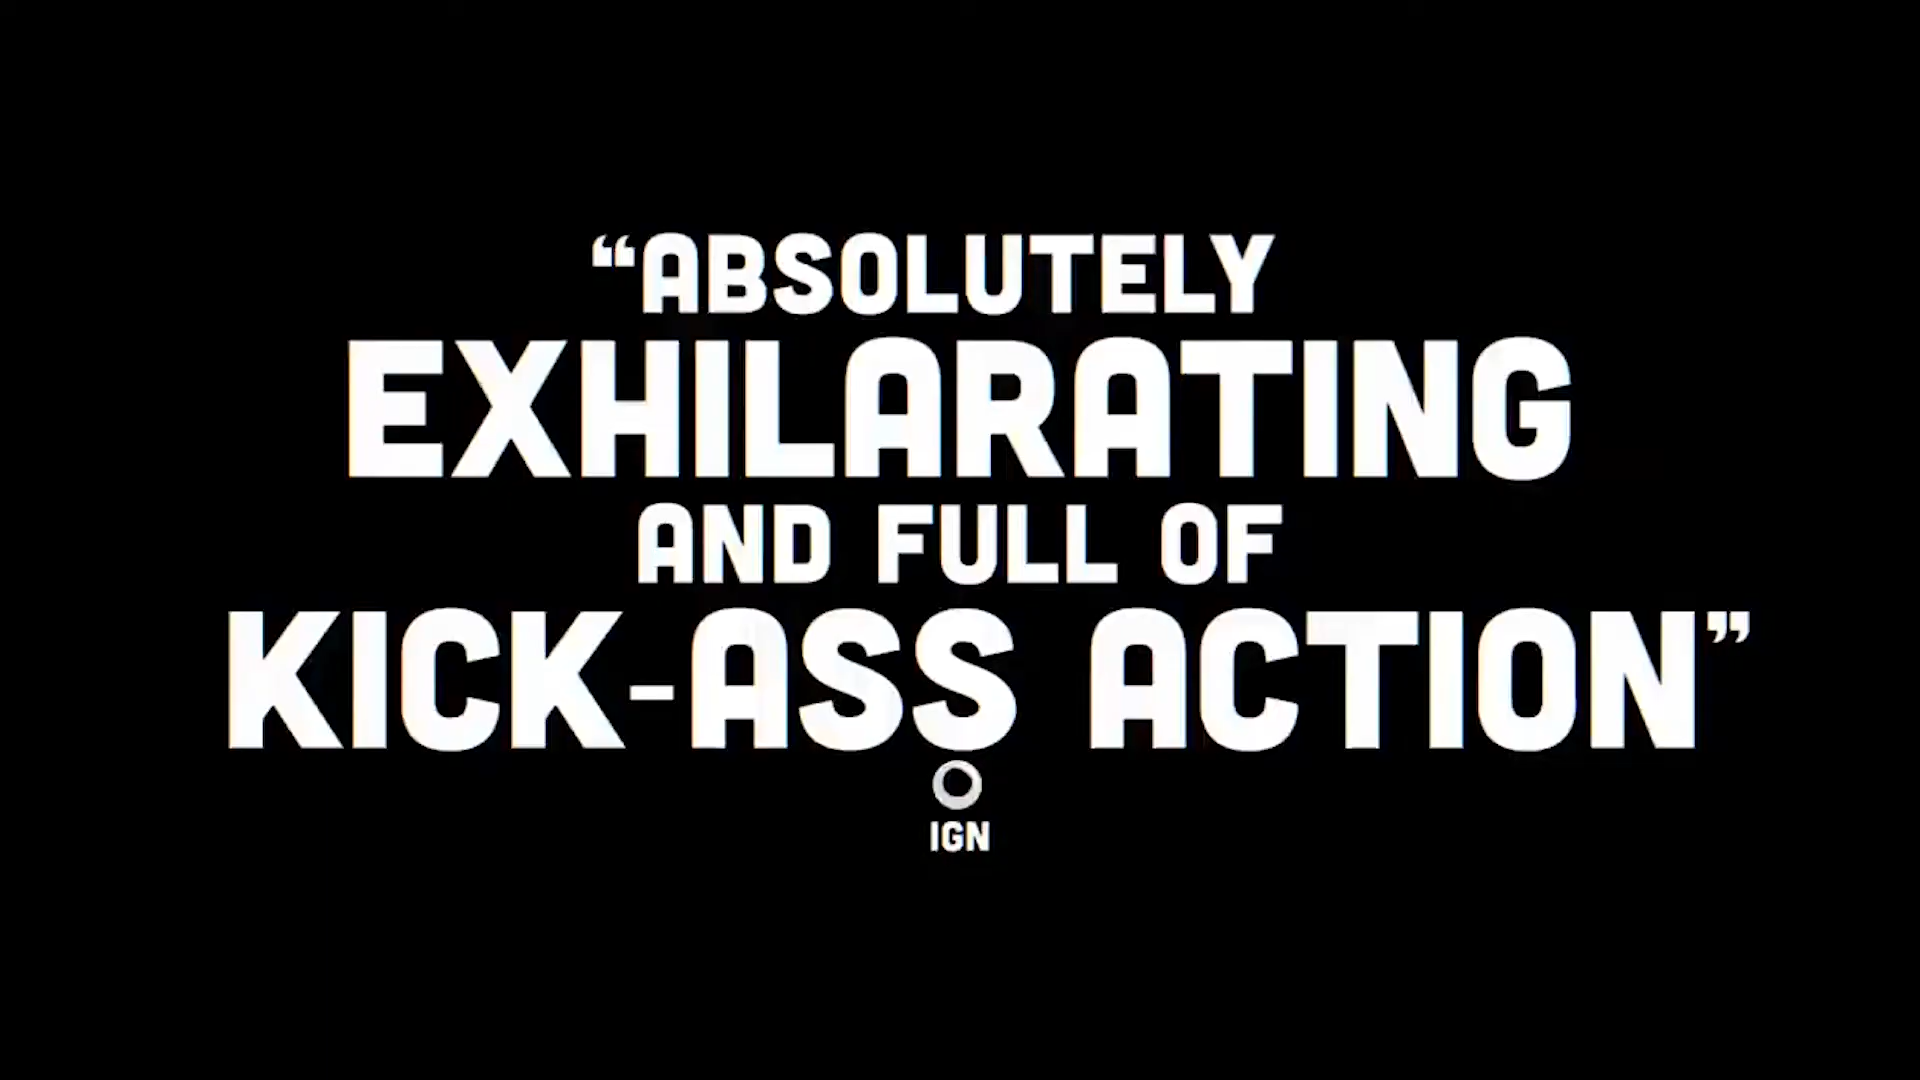 “ABSOLUTELY
EXHILARATING
AND FULL OF
KICK-ASS ACTION”
IGN